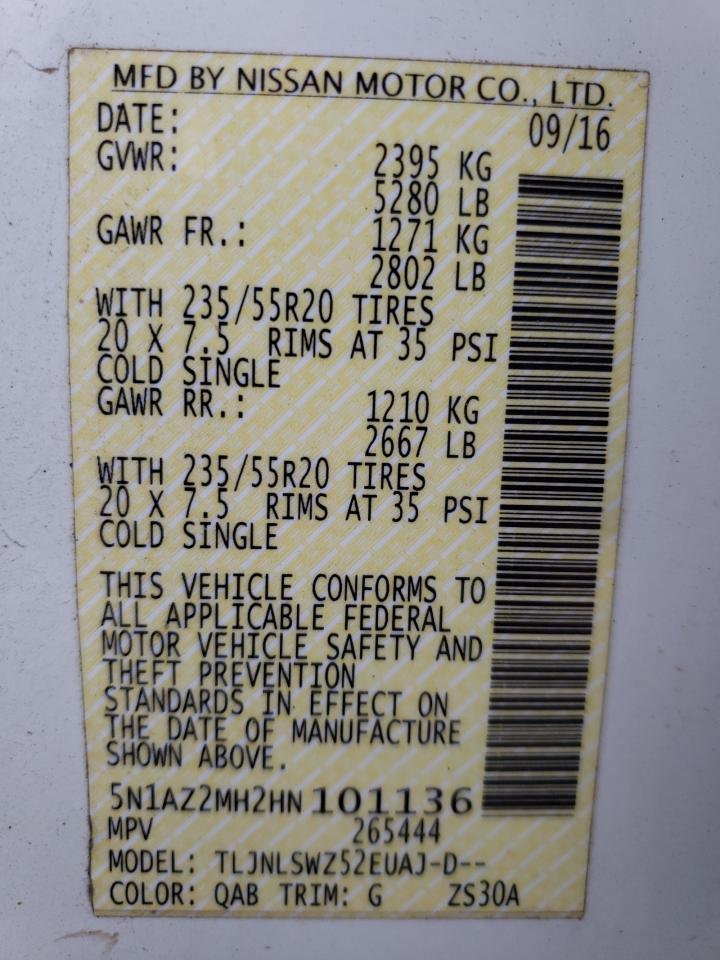 MFD BY NISSAN MOTOR CO., LTD.
DATE: 09/16
GVWR: 2395 KG
5280 LB
GAWR FR.: 1271 KG
2802 LB
WITH 235/55R20 TIRES
20 X 7.5 RIMS AT 35 PSI
COLD SINGLE
GAWR RR.: 1210 KG
2667 LB
WITH 235/55R20 TIRES
20 X 7.5 RIMS AT 35 PSI
COLD SINGLE
THIS VEHICLE CONFORMS TO
ALL APPLICABLE FEDERAL
MOTOR VEHICLE SAFETY AND
THEFT PREVENTION
STANDARDS IN EFFECT ON
THE DATE OF MANUFACTURE
SHOWN ABOVE.
5N1AZ2MH2HN101136
MPV 265444
MODEL: TLJNLSWZ52EUAJ-D--
COLOR: QAB TRIM: G ZS30A